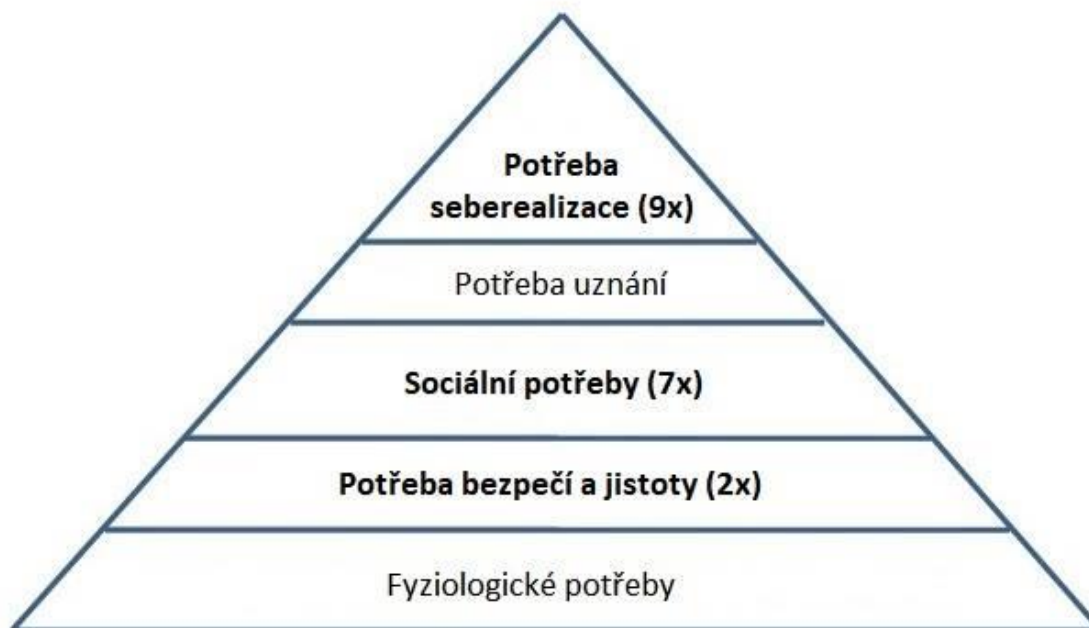 Potřeba
seberealizace (9x)
Potřeba uznání
Sociální potřeby (7x)
Potřeba bezpečí a jistoty (2x)
Fyziologické potřeby